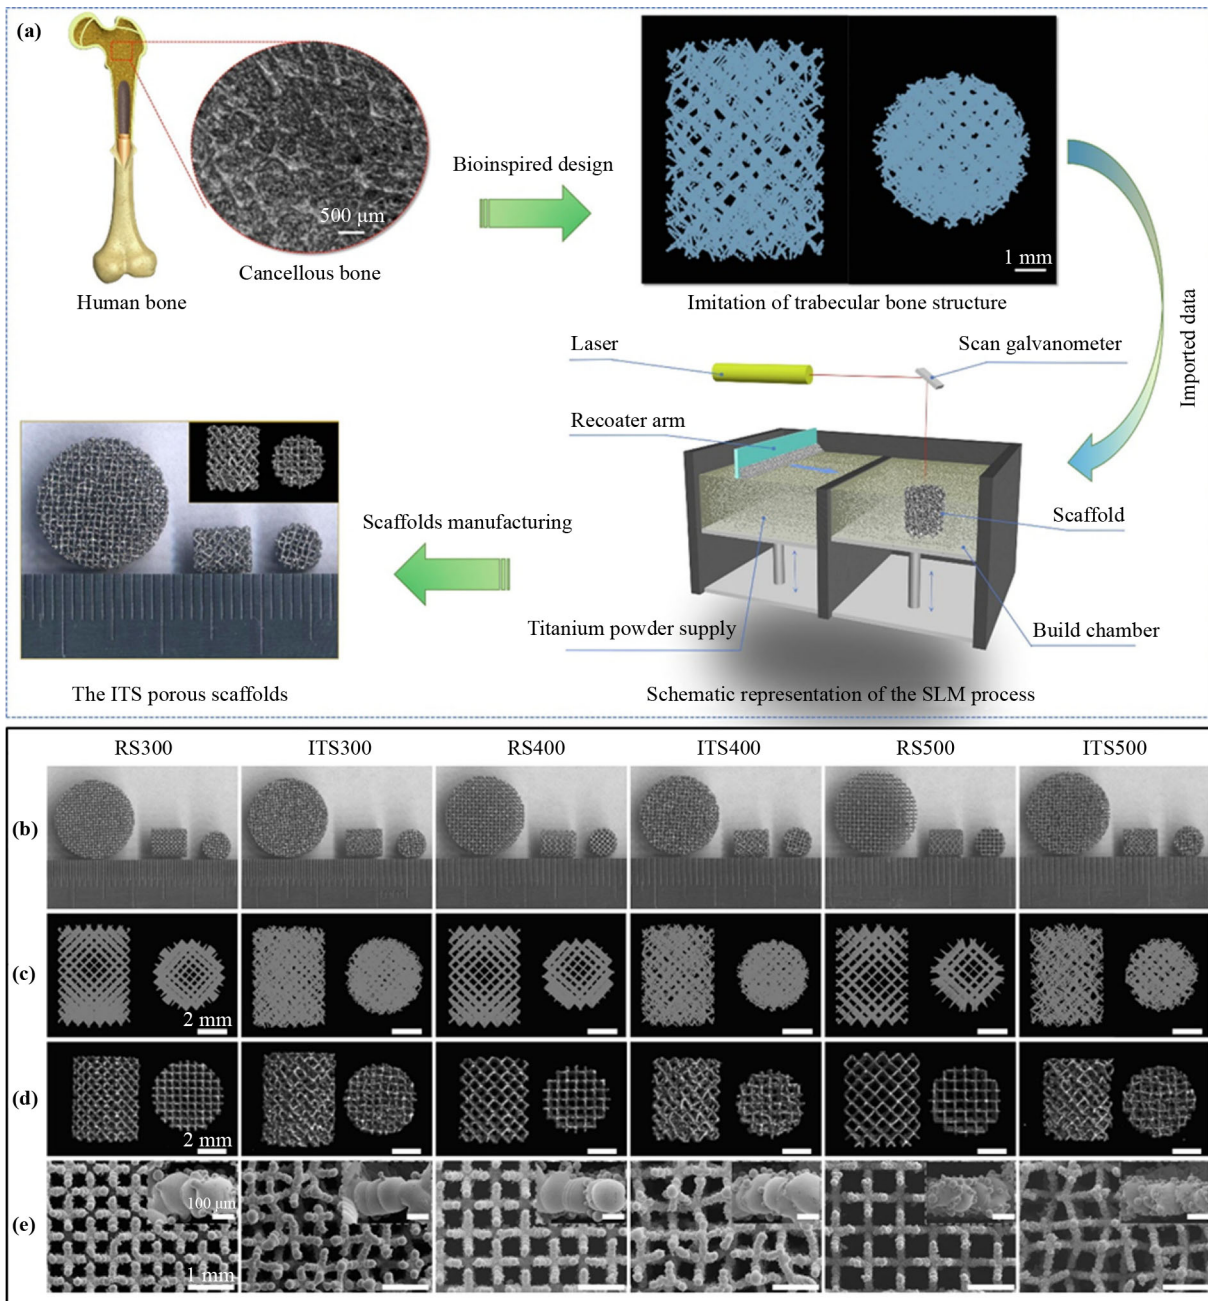 (a)
500 μm
Cancellous bone
Human bone
Bioinspired design
1 mm
Imitation of trabecular bone structure
Imported data
Laser
Scan galvanometer
Recoater arm
Scaffold
Titanium powder supply
Build chamber
Schematic representation of the SLM process
Scaffolds manufacturing
The ITS porous scaffolds
RS300 ITS300 RS400 ITS400 RS500 ITS500
(b)
(c)
2 mm
(d)
2 mm
(e)
100 μm
1 mm